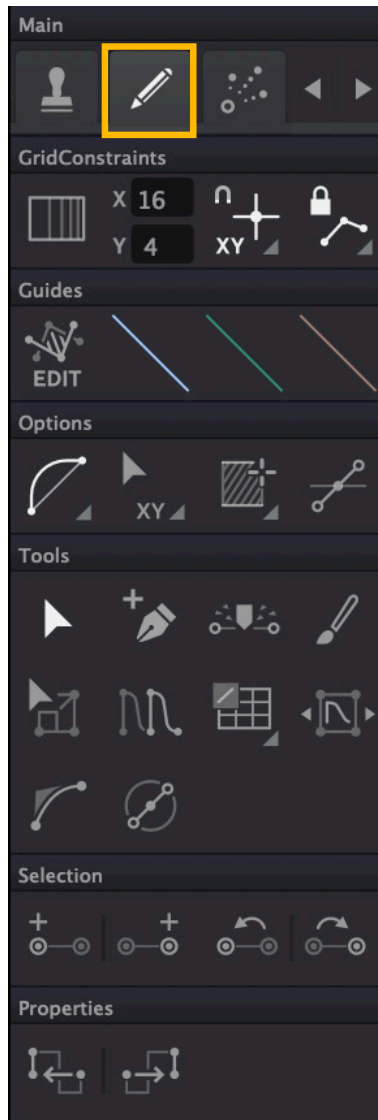 Main
GridConstraints
X 16
Y 4
XY
Guides
EDIT
Options
XY
Tools
Selection
Properties